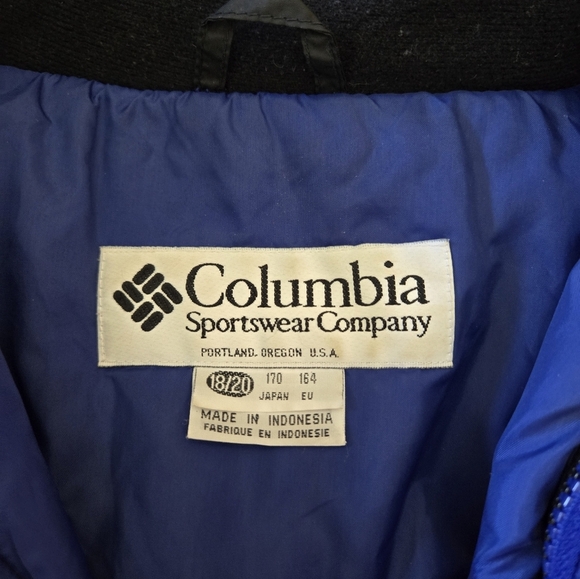 Columbia
Sportswear Company
PORTLAND, OREGON U.S.A.
18/20 170 164
JAPAN EU
MADE IN INDONESIA
FABRIQUE EN INDONESIE